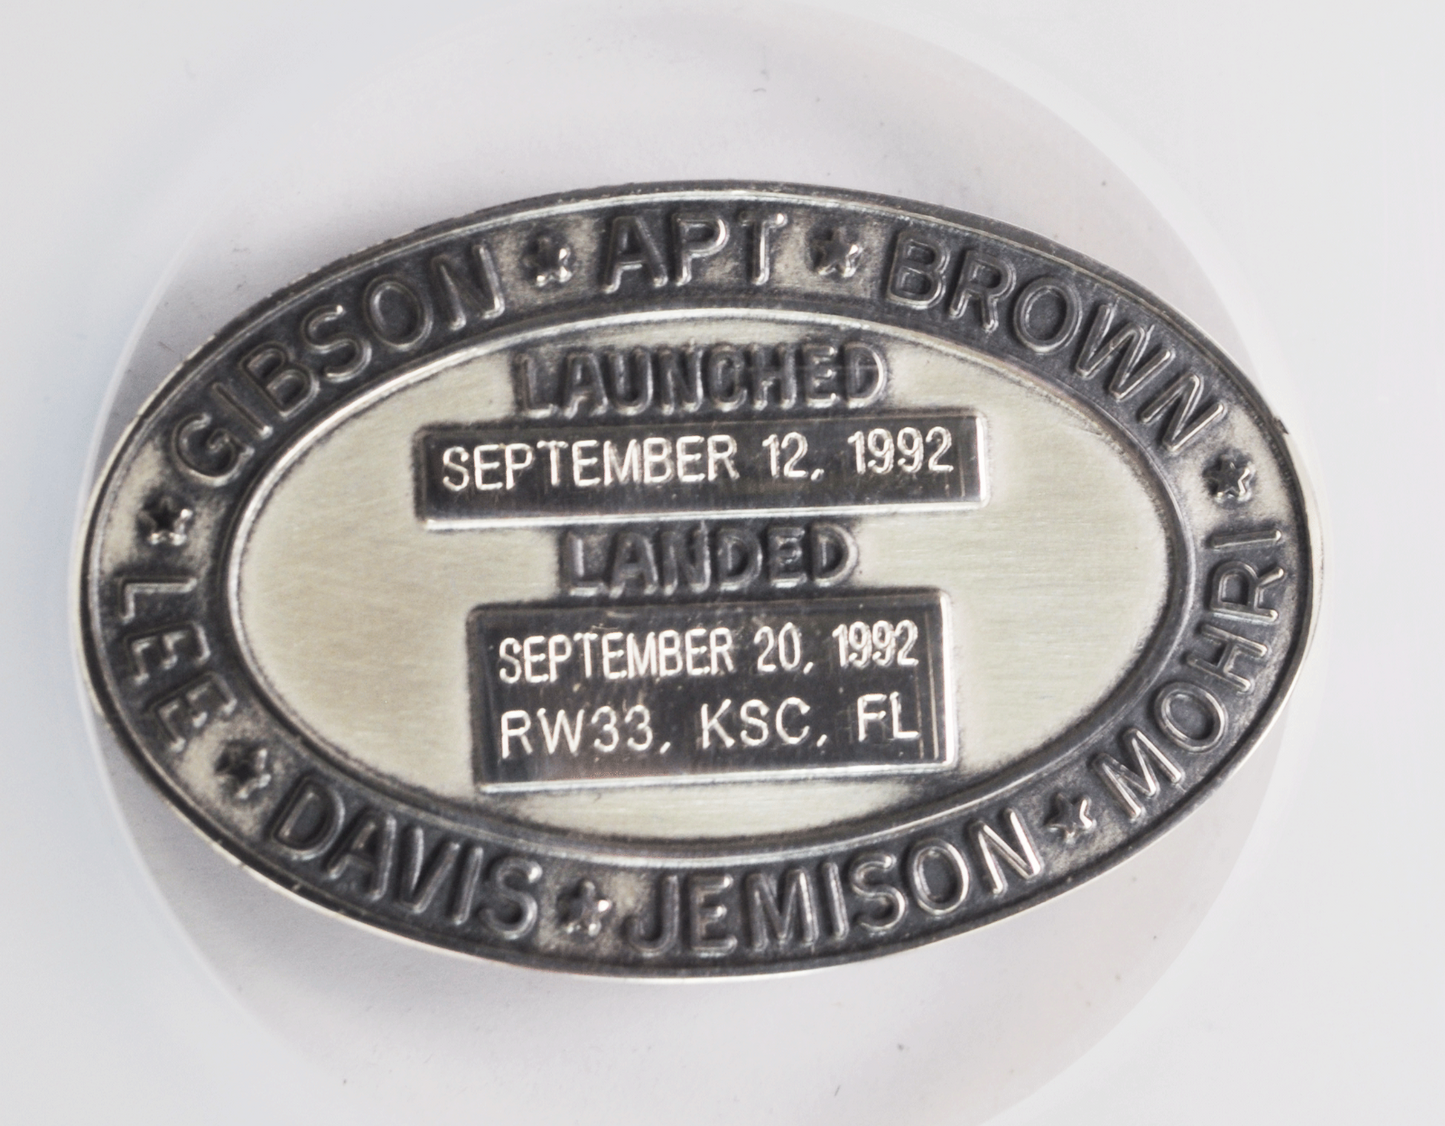 GIBSON ★ APT ★ BROWN ★ MOHRI ★ JEMISON ★ DAVIS ★ LEE ★
LAUNCHED
SEPTEMBER 12, 1992
LANDED
SEPTEMBER 20, 1992
RW33, KSC, FL